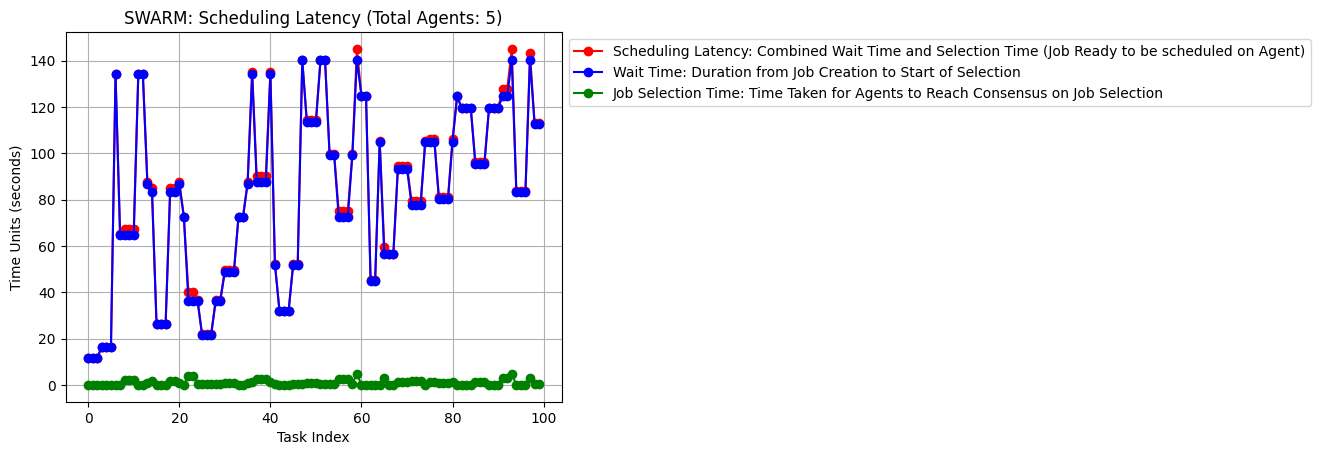 SWARM: Scheduling Latency (Total Agents: 5)
Scheduling Latency: Combined Wait Time and Selection Time (Job Ready to be scheduled on Agent)
Wait Time: Duration from Job Creation to Start of Selection
Job Selection Time: Time Taken for Agents to Reach Consensus on Job Selection
Time Units (seconds)
140
120
100
80
60
40
20
0
0 20 40 60 80 100
Task Index